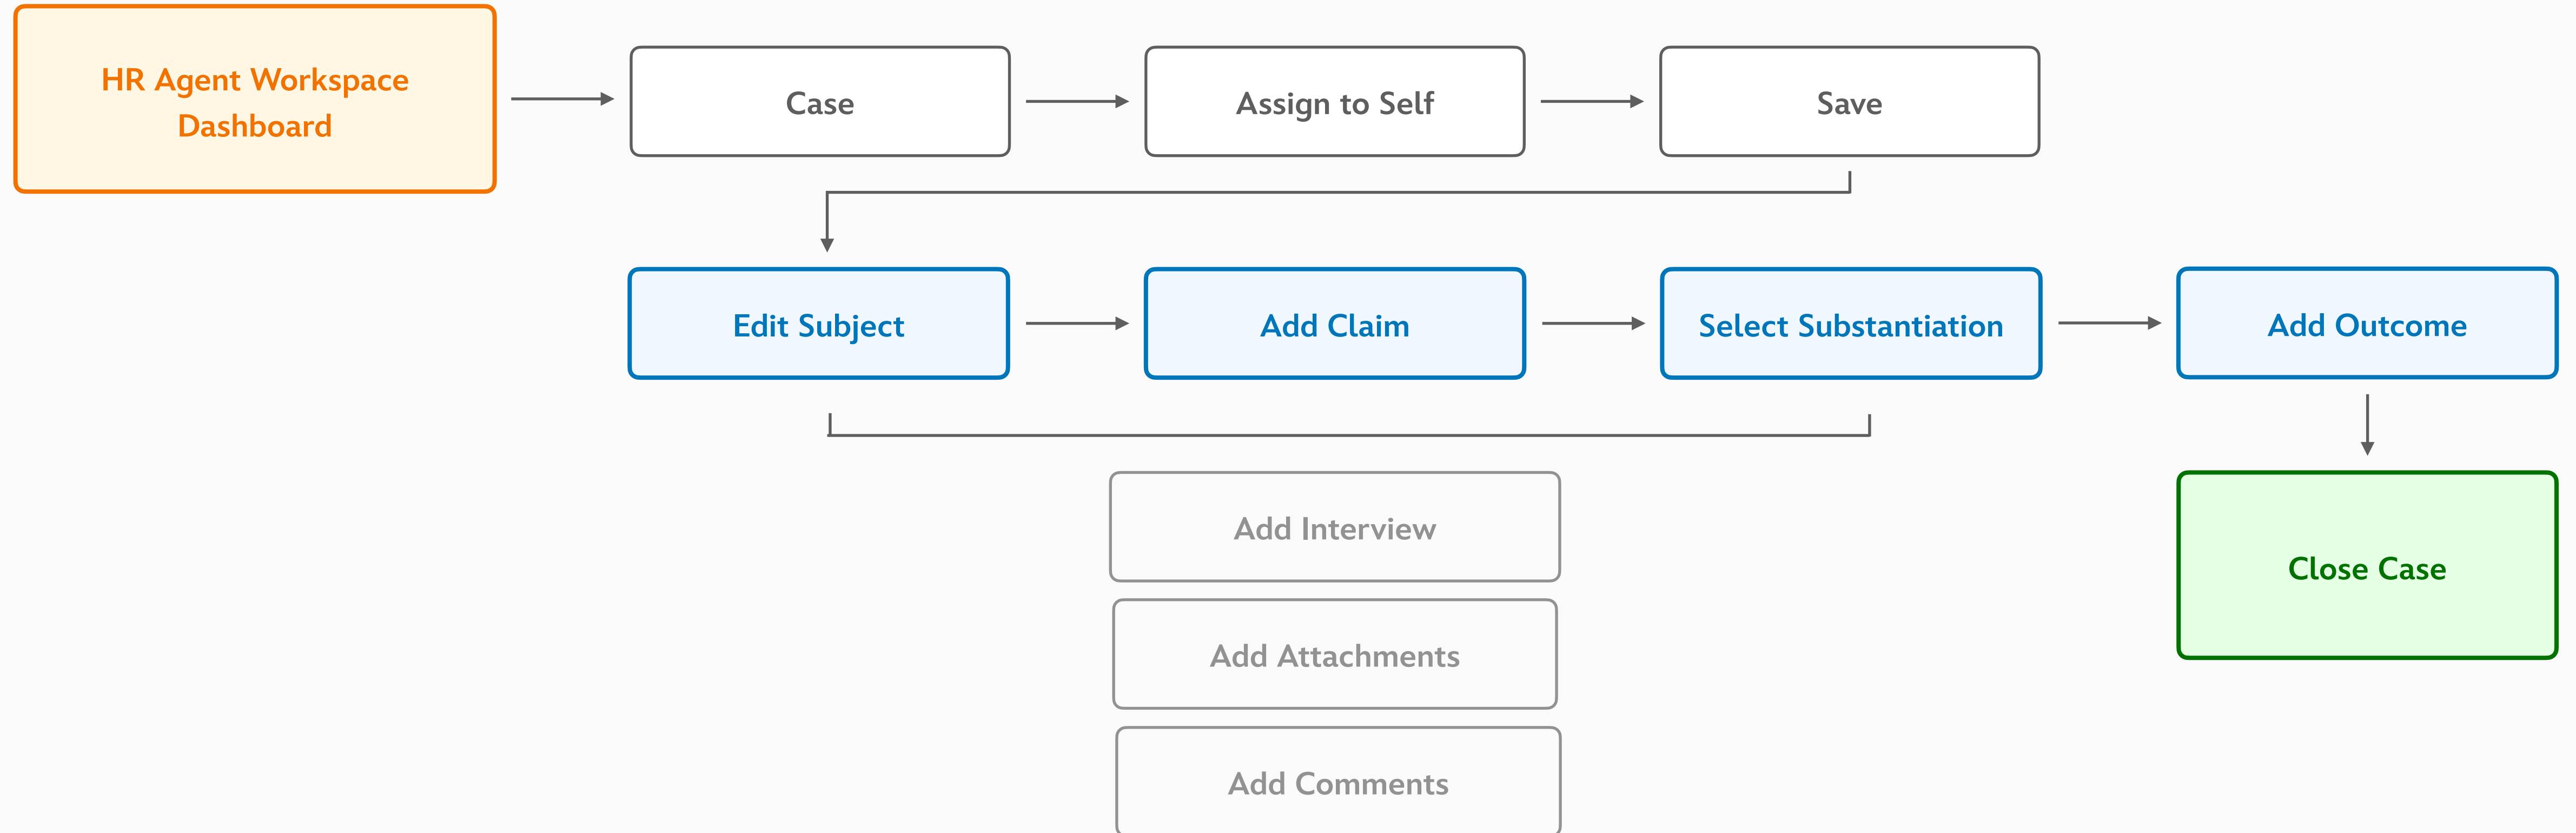 HR Agent Workspace
Dashboard
Case
Assign to Self
Save
Edit Subject
Add Claim
Select Substantiation
Add Outcome
Add Interview
Close Case
Add Attachments
Add Comments